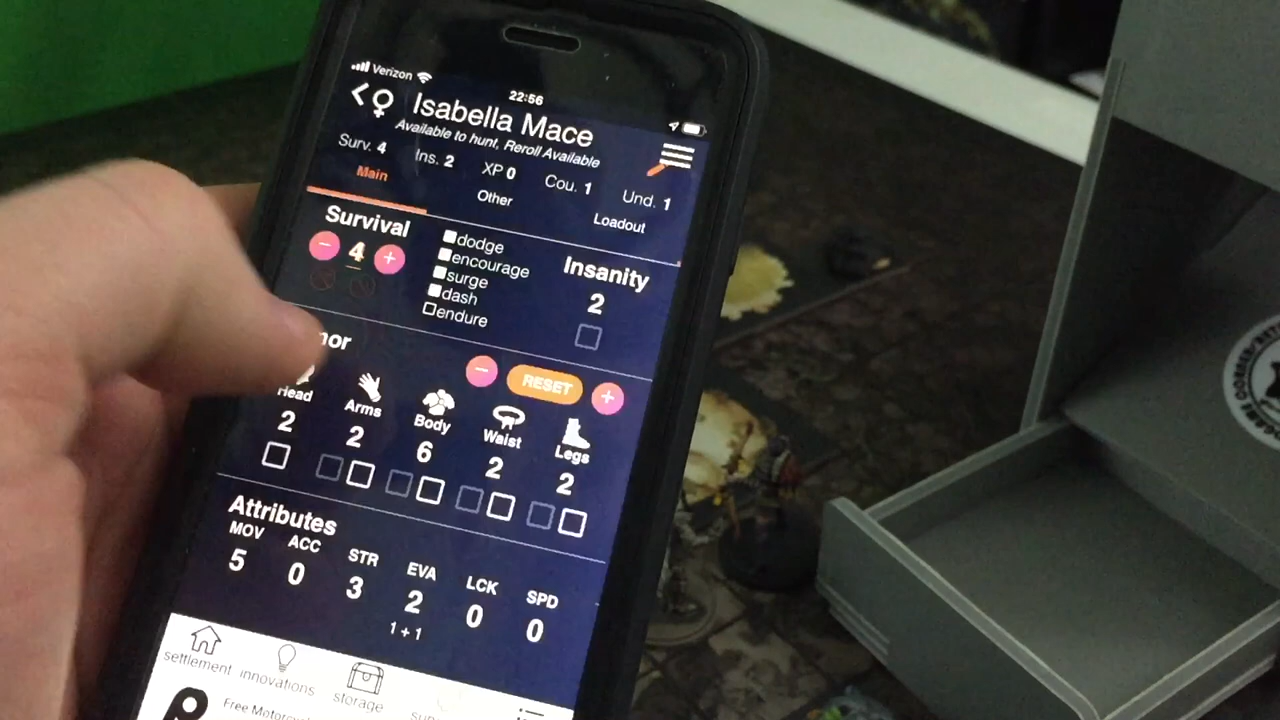 Verizon
22:56
Isabella Mace
Available to hunt, Reroll Available
Surv. 4 Ins. 2 XP 0 Cou. 1 Und. 1
Main Other Loadout
Survival
4
dodge
encourage
surge
dash
endure
Insanity
2
RESET
Head Arms Body Waist Legs
2 2 6 2 2
Attributes
MOV ACC STR EVA LCK SPD
5 0 3 2 0 0
1 + 1
settlement innovations storage
Free